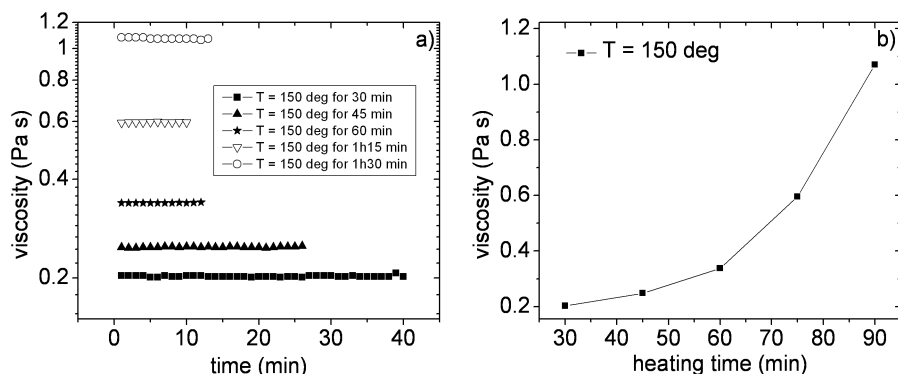 a)
1.2
1
0.8
0.6
0.4
0.2
viscosity (Pa s)
T = 150 deg for 30 min
T = 150 deg for 45 min
T = 150 deg for 60 min
T = 150 deg for 1h15 min
T = 150 deg for 1h30 min
0 10 20 30 40
time (min)
b)
T = 150 deg
1.2
1.0
0.8
0.6
0.4
0.2
viscosity (Pa s)
30 40 50 60 70 80 90
heating time (min)